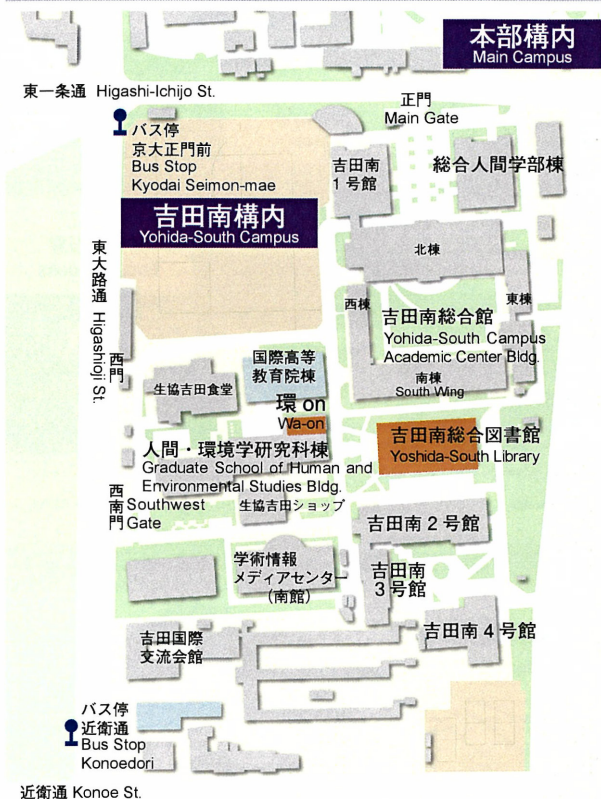 本部構内
Main Campus
東一条通 Higashi-Ichijo St.
正門
Main Gate
バス停
京大正門前
Bus Stop
Kyodai Seimon-mae
吉田南
1号館
総合人間学部棟
吉田南構内
Yohida-South Campus
北棟
東大路通 Higashioji St.
西棟
東棟
吉田南総合館
Yohida-South Campus
Academic Center Bldg.
西門
国際高等
教育院棟
南棟
South Wing
生協吉田食堂
環 on
Wa-on
吉田南総合図書館
Yoshida-South Library
人間・環境学研究科棟
Graduate School of Human and
Environmental Studies Bldg.
西南門
Southwest
Gate
生協吉田ショップ
吉田南2号館
学術情報
メディアセンター
(南館)
吉田南
3号館
吉田国際
交流会館
吉田南4号館
バス停
近衛通
Bus Stop
Konoedori
近衛通 Konoe St.